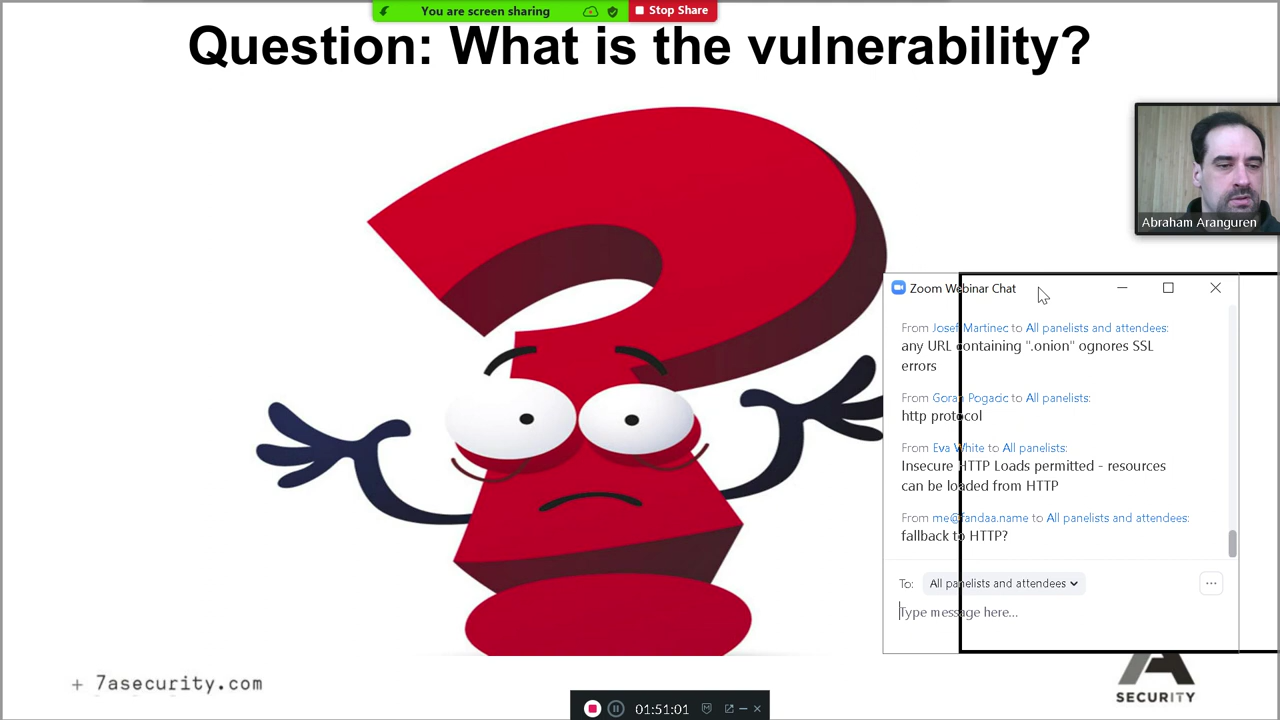 You are screen sharing
Stop Share
Question: What is the vulnerability?
Abraham Aranguren
Zoom Webinar Chat
From Josef Martinec to All panelists and attendees:
any URL containing ".onion" ognores SSL
errors
From Goran Pogacic to All panelists:
http protocol
From Eva White to All panelists:
Insecure HTTP Loads permitted - resources
can be loaded from HTTP
From me@fandaa.name to All panelists and attendees:
fallback to HTTP?
To: All panelists and attendees
Type message here...
+ 7asecurity.com
SECURITY
01:51:01